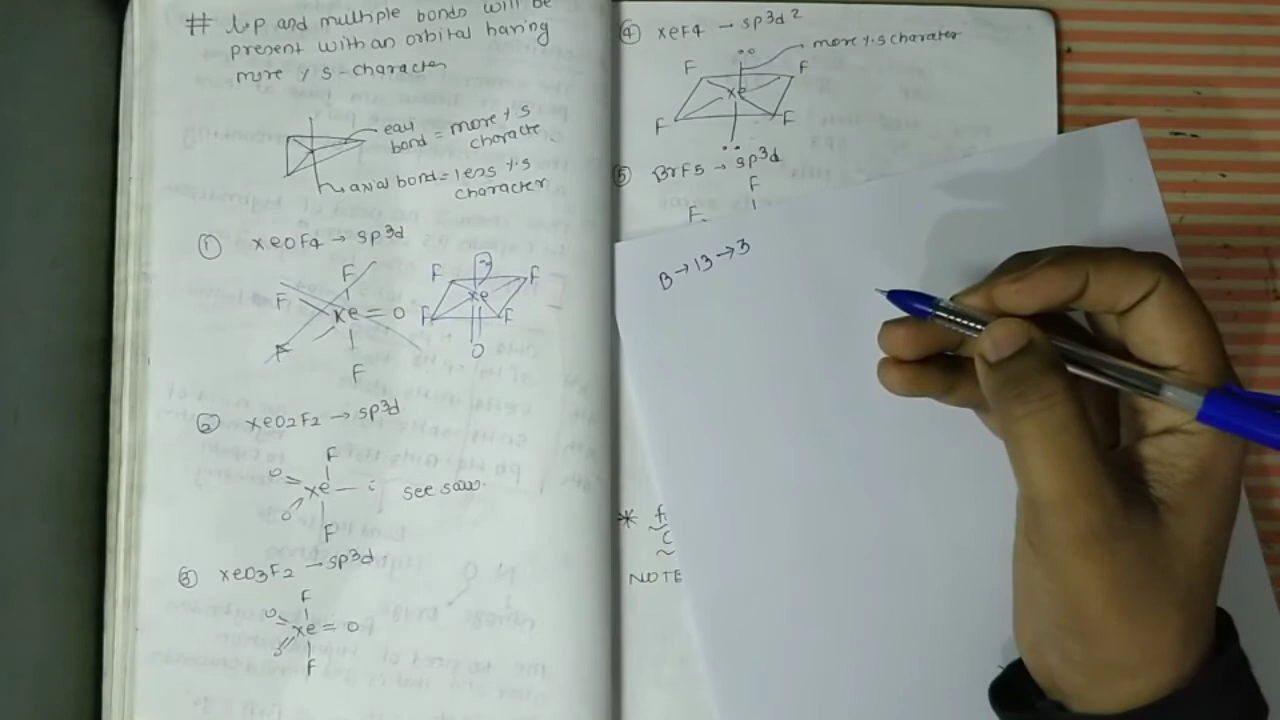 # l.p and multiple bonds will be
present with an orbital having
more % s-character
eqii bond = more % s
characte
axial bond = less % s
character
① XeOF4 → sp3d
F
F
Xe = O
F
F
F F
Xe
F F
O
② XeO2F2 → sp3d
F
O
Xe
see saw.
O
F
③ XeO3F2 → sp3d
F
O
Xe = O
F
④ XeF4 → sp3d2
more % s charater
F F
Xe
F F
⑤ BrF5 → sp3d
F
F
B → 13 → 3
*
NOTE